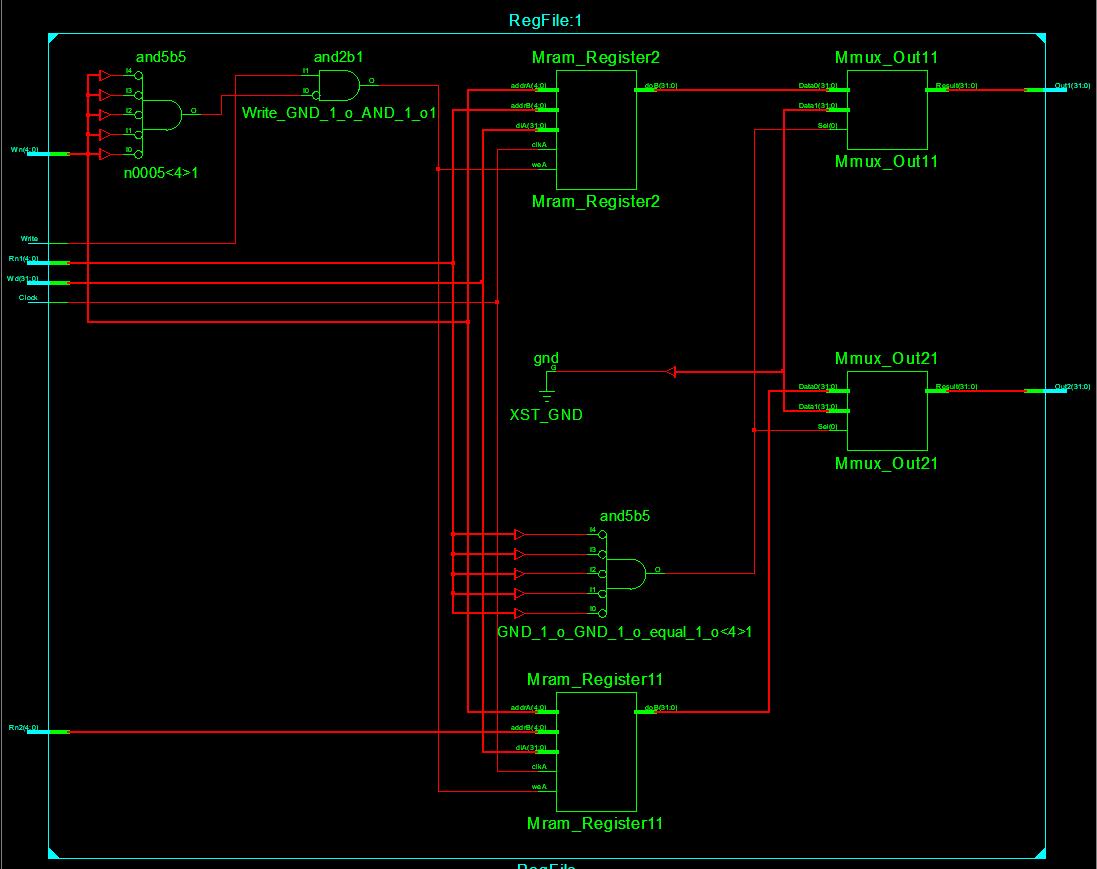 RegFile:1
and5b5
I4
I3
I2
I1
I0
O
n0005<4>1
and2b1
I1
I0
O
Write_GND_1_o_AND_1_o1
Mram_Register2
addrA(4:0)
addrB(4:0)
diA(31:0)
clkA
weA
doB(31:0)
Mram_Register2
Mmux_Out11
Data0(31:0)
Data1(31:0)
Sel(0)
Result(31:0)
Mmux_Out11
Out1(31:0)
Wn(4:0)
Write
Rn1(4:0)
Wd(31:0)
Clock
gnd
G
XST_GND
Mmux_Out21
Data0(31:0)
Data1(31:0)
Sel(0)
Result(31:0)
Mmux_Out21
Out2(31:0)
and5b5
I4
I3
I2
I1
I0
O
GND_1_o_GND_1_o_equal_1_o<4>1
Mram_Register11
addrA(4:0)
addrB(4:0)
diA(31:0)
clkA
weA
doB(31:0)
Mram_Register11
Rn2(4:0)
RegFile